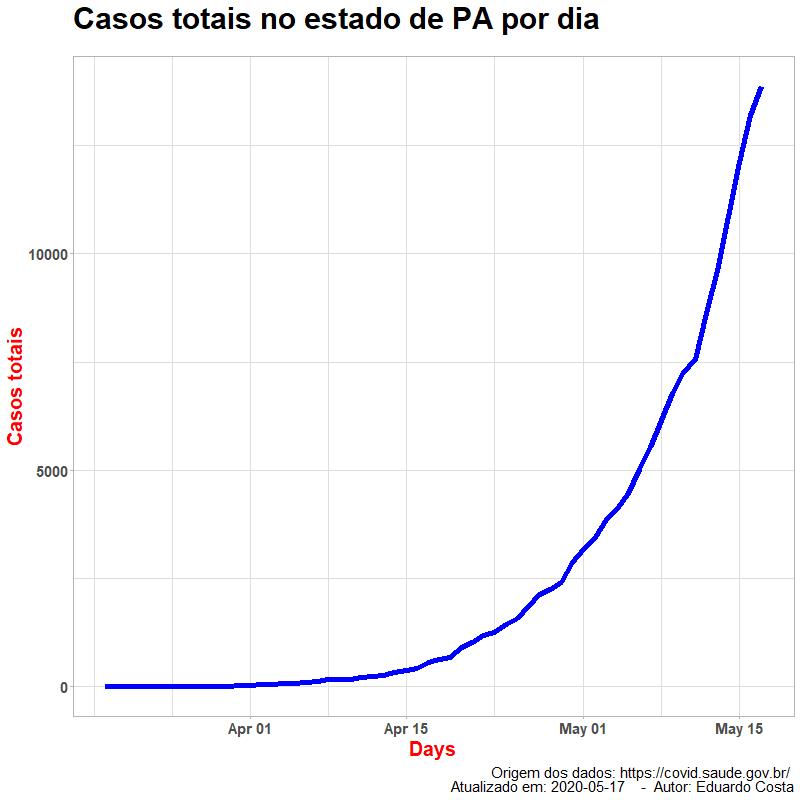 Casos totais no estado de PA por dia
Casos totais
10000
5000
0
Apr 01 Apr 15 May 01 May 15
Days
Origem dos dados: https://covid.saude.gov.br/
Atualizado em: 2020-05-17 - Autor: Eduardo Costa